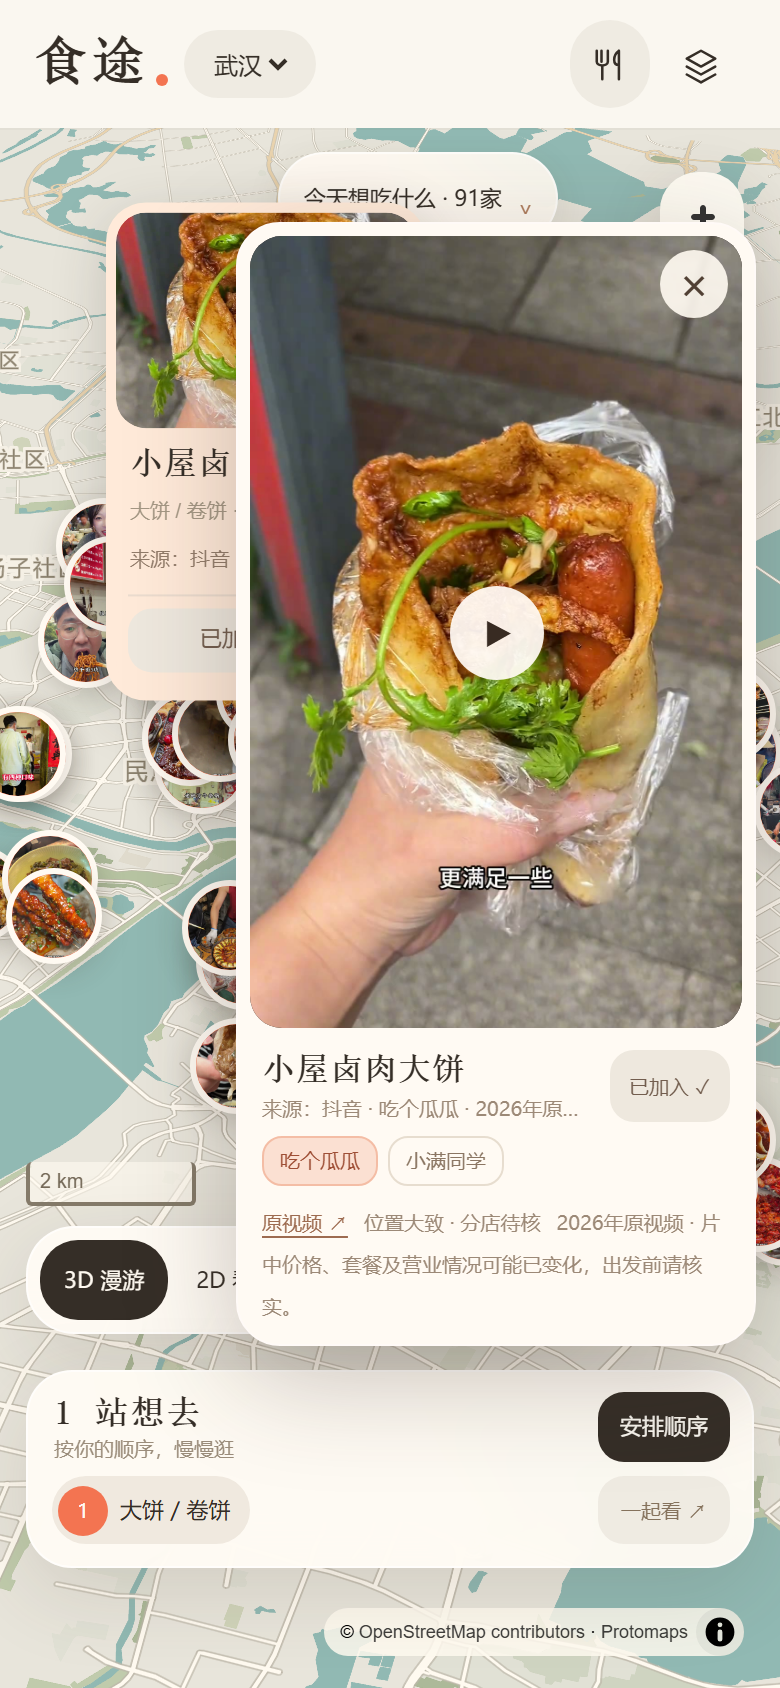 食途
武汉
今天想吃什么 · 91家
区
社区
小屋卤
大饼 / 卷饼
来源：抖音
已加
民
更满足一些
小屋卤肉大饼
已加入 ✓
来源：抖音 · 吃个瓜瓜 · 2026年原...
吃个瓜瓜
小满同学
原视频 ↗ 位置大致 · 分店待核 2026年原视频 · 片
中价格、套餐及营业情况可能已变化，出发前请核
实。
2 km
3D 漫游
2D
1 站想去
按你的顺序，慢慢逛
安排顺序
1 大饼 / 卷饼
一起看 ↗
© OpenStreetMap contributors · Protomaps